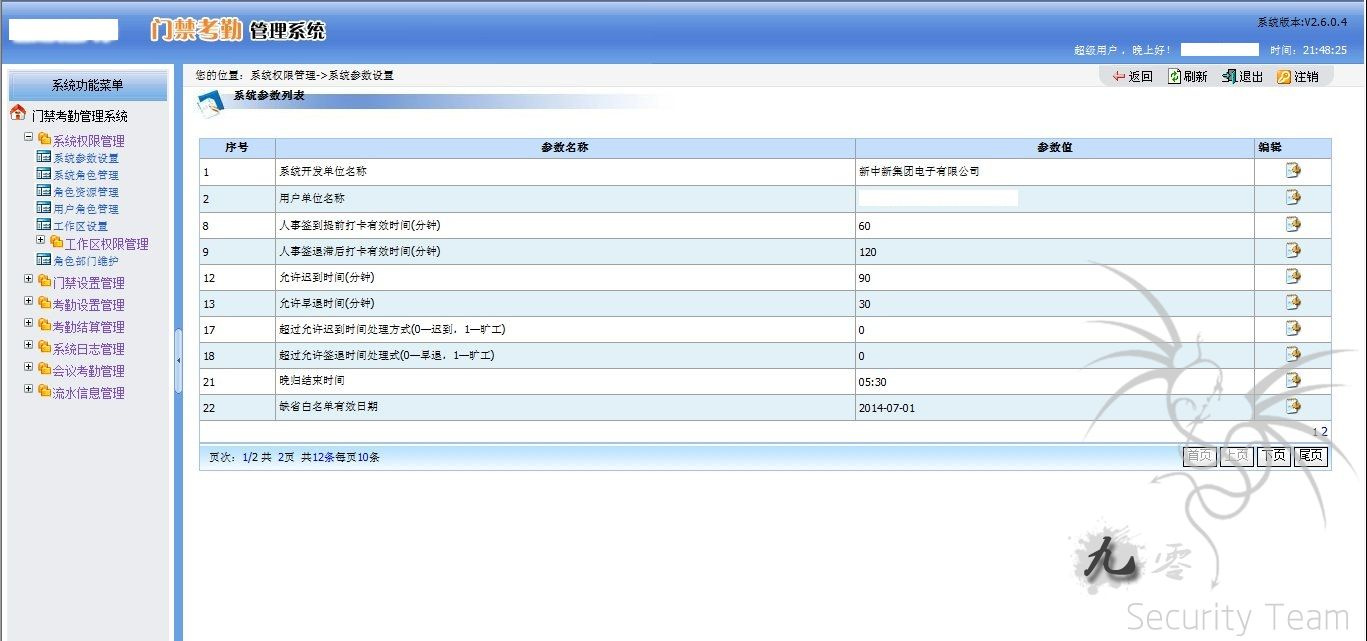 门禁考勤 管理系统
系统版本:V2.6.0.4
超级用户，晚上好！ 时间: 21:48:25
系统功能菜单
您的位置: 系统权限管理->系统参数设置
返回 刷新 退出 注销
门禁考勤管理系统
系统权限管理
系统参数设置
系统角色管理
角色资源管理
用户角色管理
工作区设置
工作区权限管理
角色部门维护
门禁设置管理
考勤设置管理
考勤结算管理
系统日志管理
会议考勤管理
流水信息管理
系统参数列表
序号 参数名称 参数值 编辑
1 系统开发单位名称 新中新集团电子有限公司
2 用户单位名称
8 人事签到提前打卡有效时间(分钟) 60
9 人事签退滞后打卡有效时间(分钟) 120
12 允许迟到时间(分钟) 90
13 允许早退时间(分钟) 30
17 超过允许迟到时间处理方式(0—迟到，1—旷工) 0
18 超过允许签退时间处理式(0—早退，1—旷工) 0
21 晚归结束时间 05:30
22 缺省白名单有效日期 2014-07-01
1 2
页次: 1/2 共 2页 共12条每页10条
首页 上页 下页 尾页
九零
Security Team